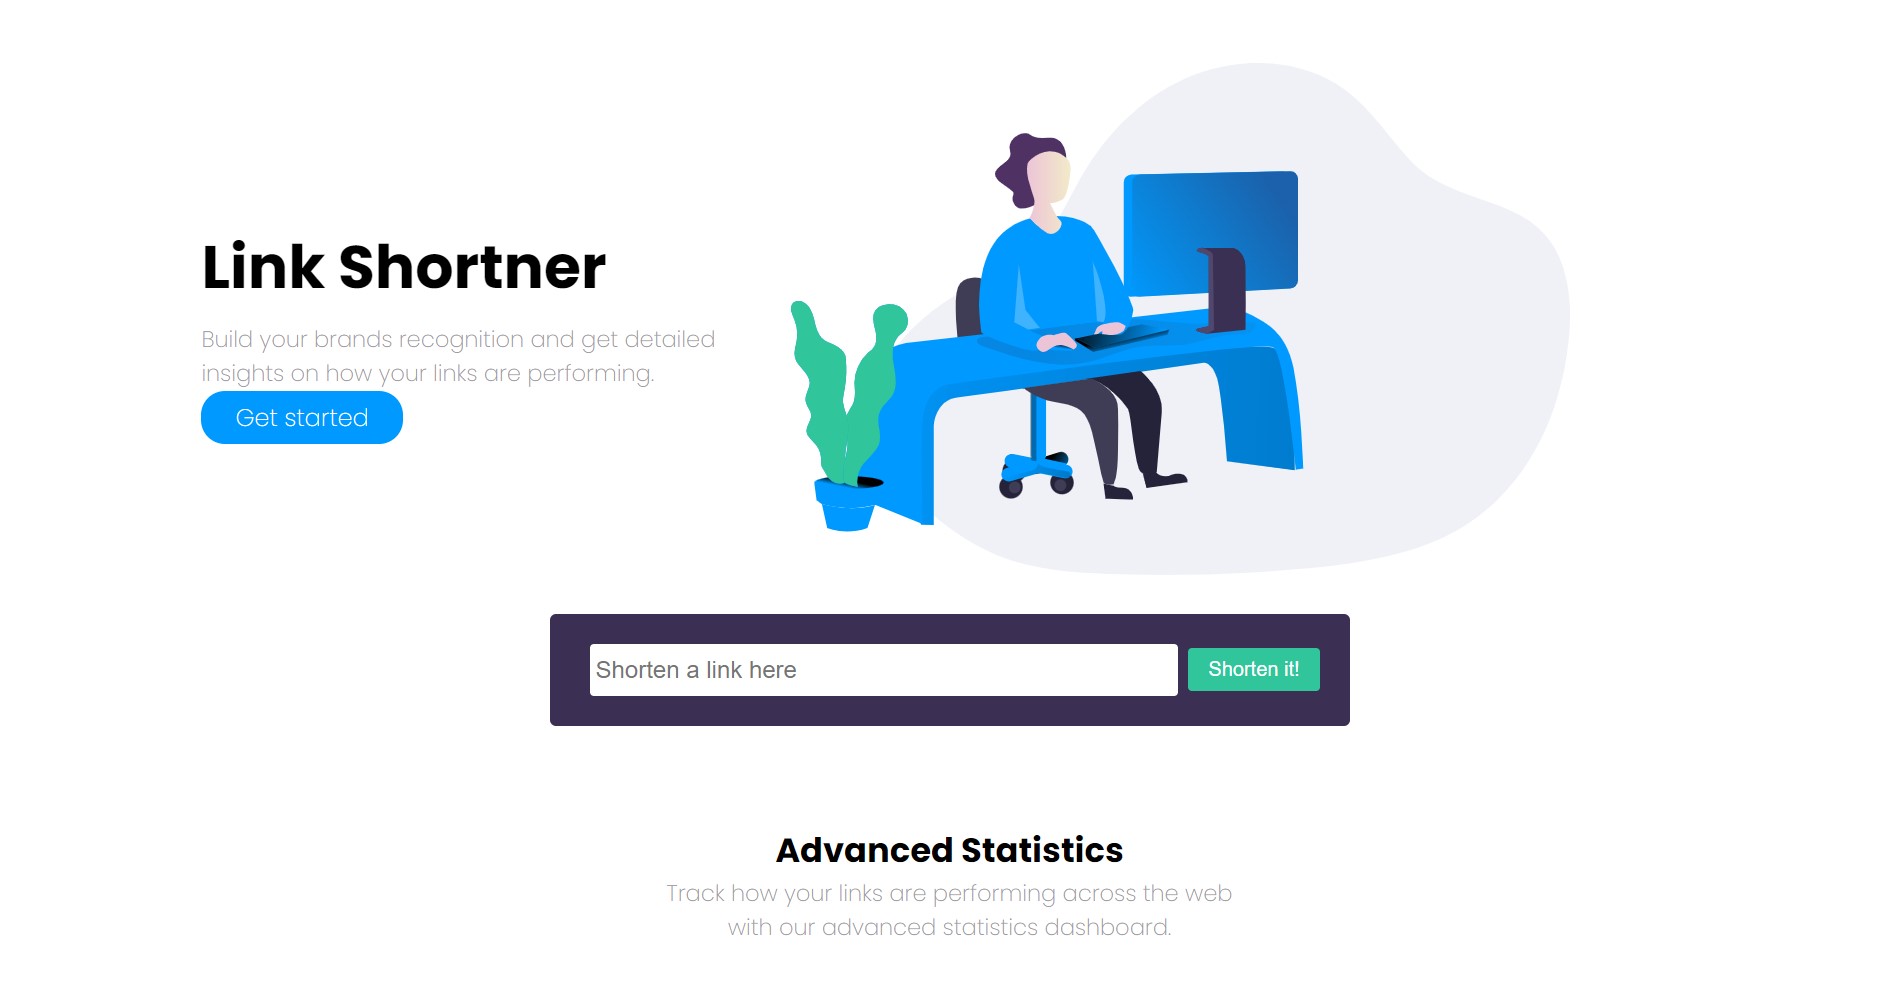 Link Shortner
Build your brands recognition and get detailed
insights on how your links are performing.
Get started
Shorten a link here
Shorten it!
Advanced Statistics
Track how your links are performing across the web
with our advanced statistics dashboard.